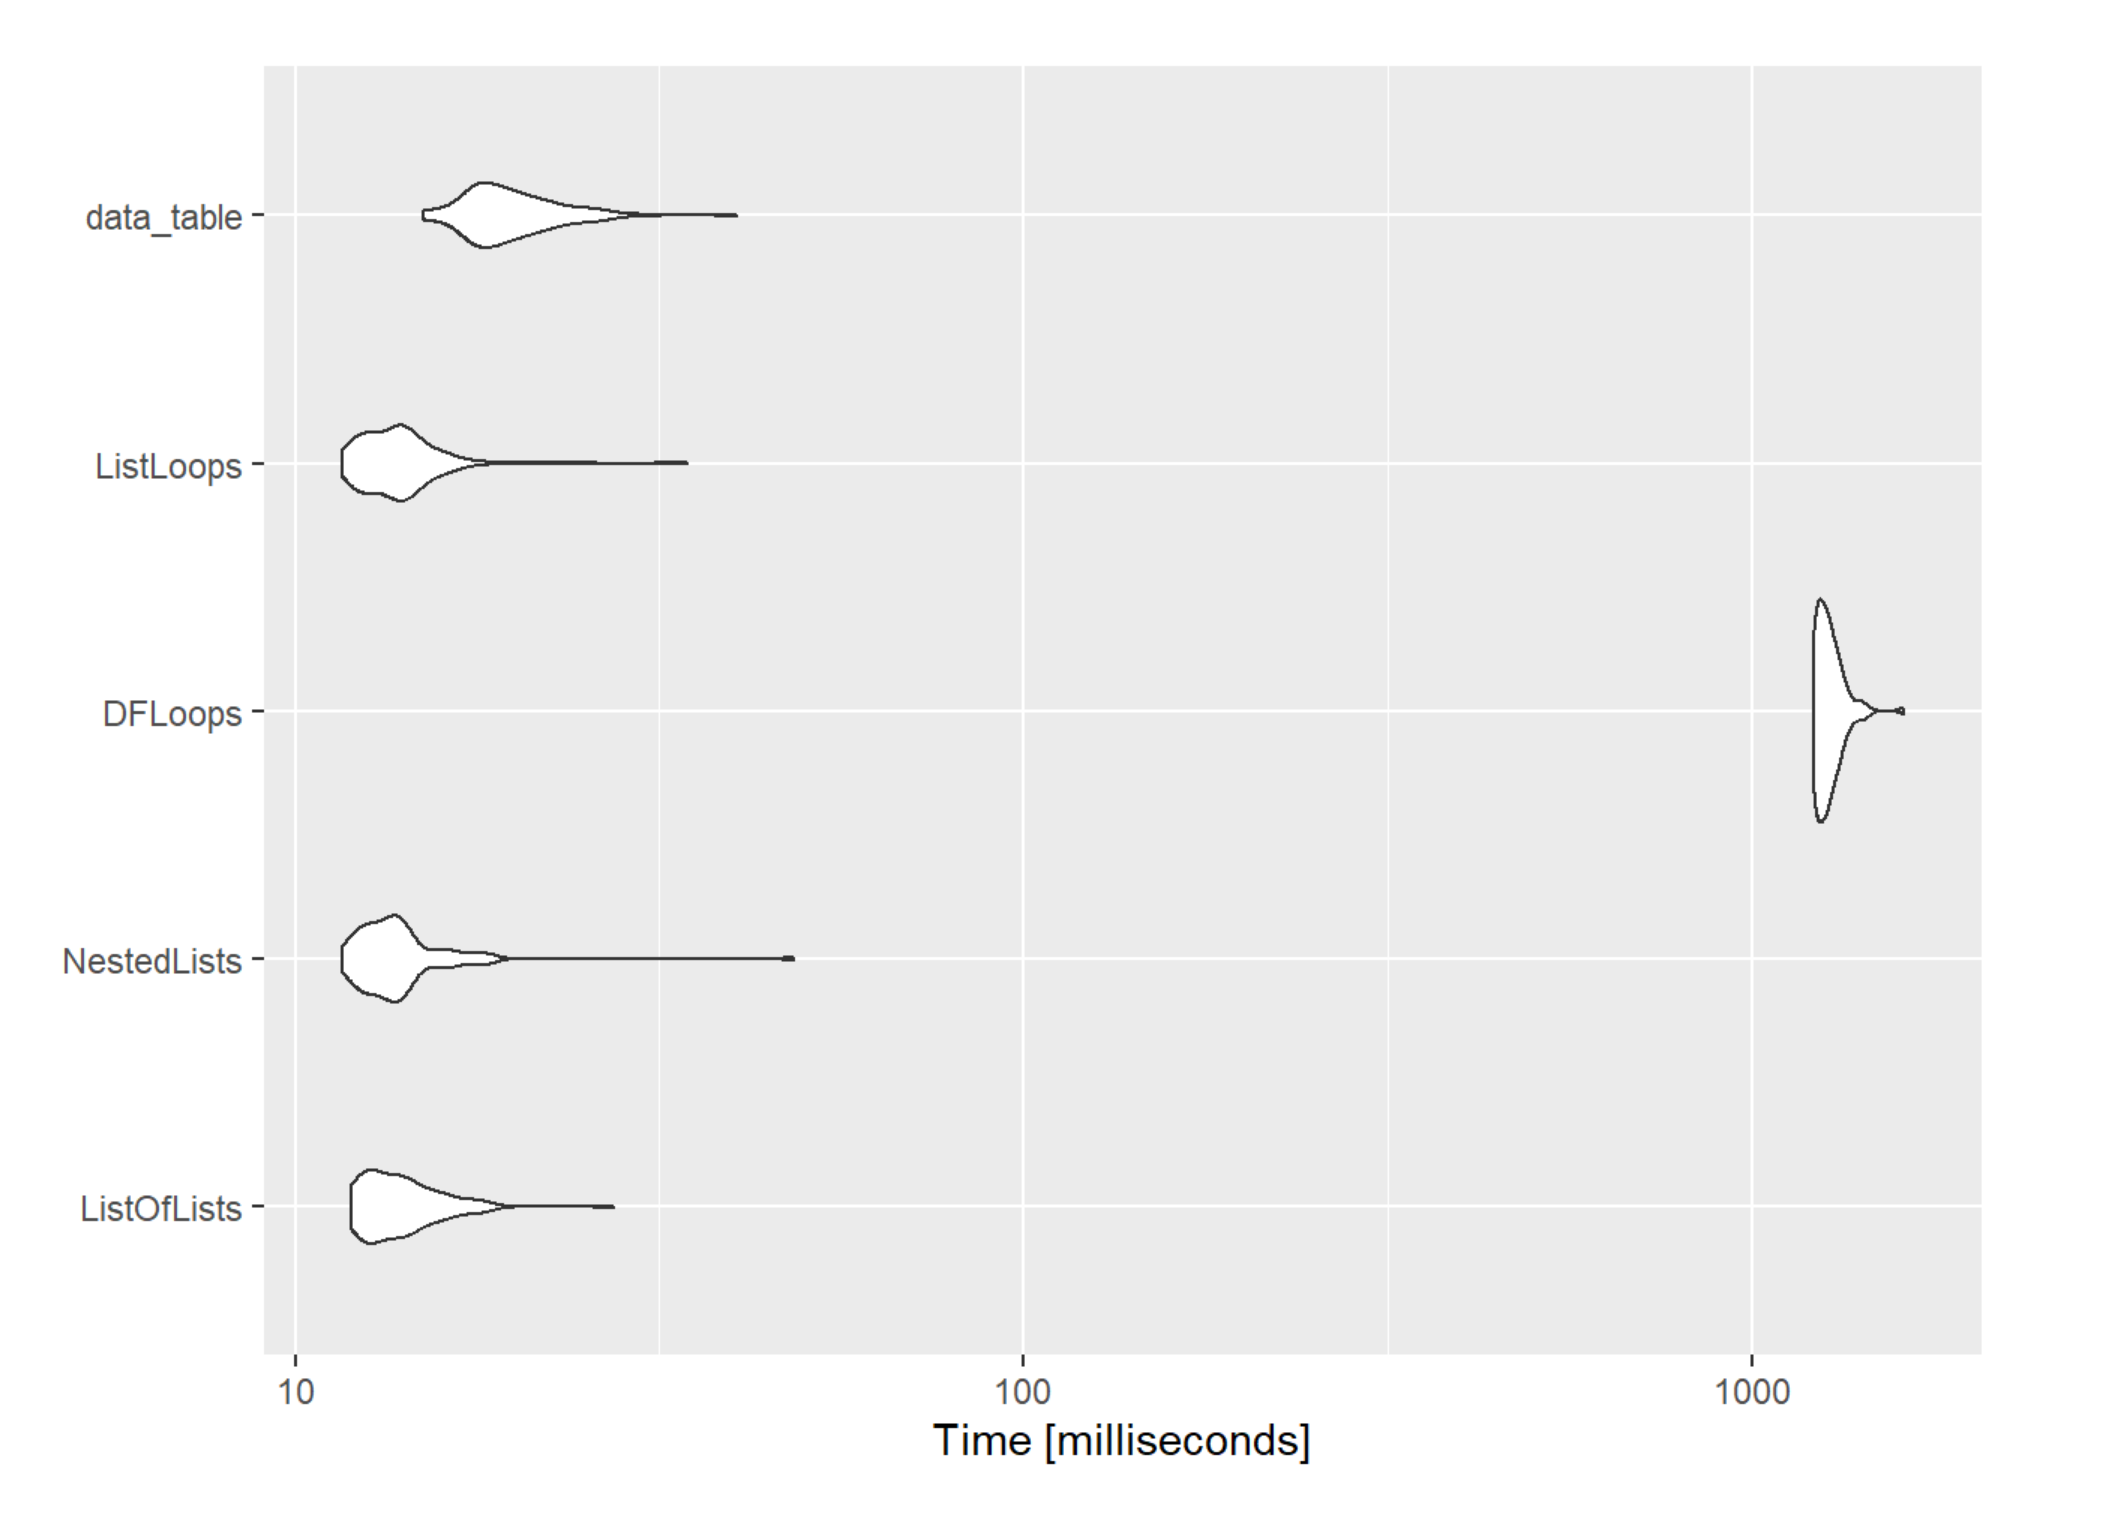 data_table
ListLoops
DFLoops
NestedLists
ListOfLists
10 100 1000
Time [milliseconds]